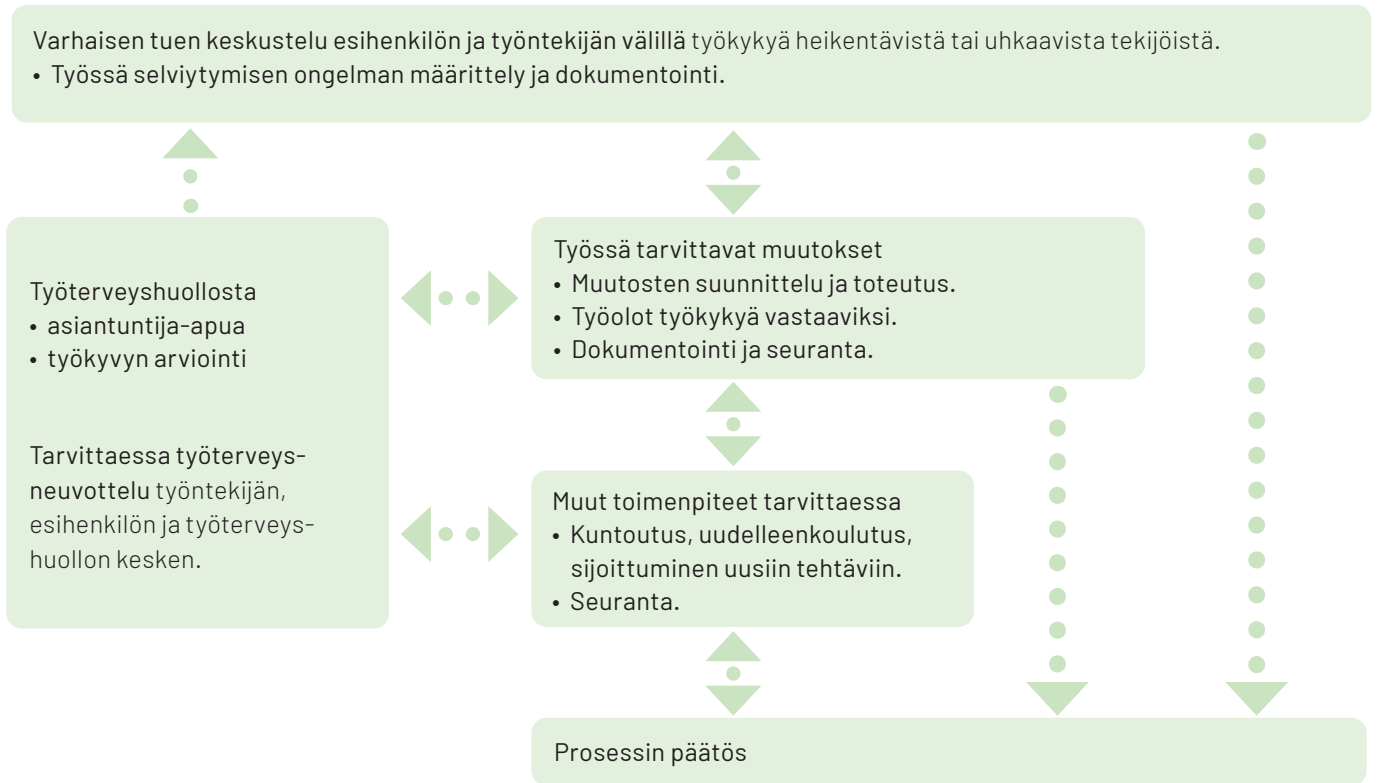 Varhaisen tuen keskustelu esihenkilön ja työntekijän välillä työkykyä heikentävistä tai uhkaavista tekijöistä.
• Työssä selviytymisen ongelman määrittely ja dokumentointi.
Työterveyshuollosta
• asiantuntija-apua
• työkyvyn arviointi
Tarvittaessa työterveys-
neuvottelu työntekijän,
esihenkilön ja työterveys-
huollon kesken.
Työssä tarvittavat muutokset
• Muutosten suunnittelu ja toteutus.
• Työolot työkykyä vastaaviksi.
• Dokumentointi ja seuranta.
Muut toimenpiteet tarvittaessa
• Kuntoutus, uudelleenkoulutus,
sijoittuminen uusiin tehtäviin.
• Seuranta.
Prosessin päätös